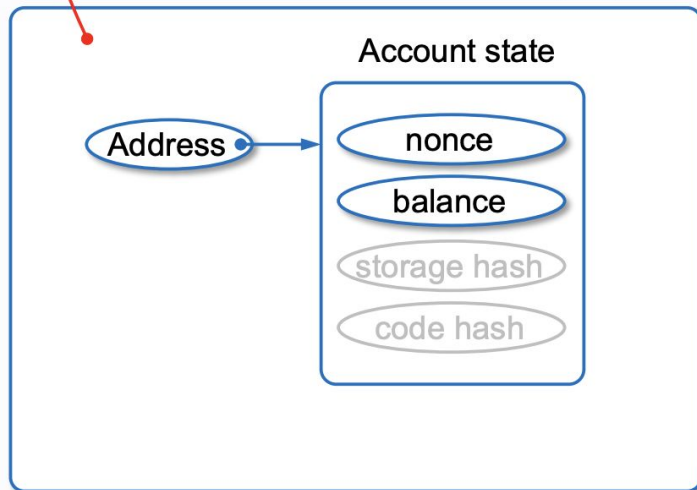 Account state
Address
nonce
balance
storage hash
code hash